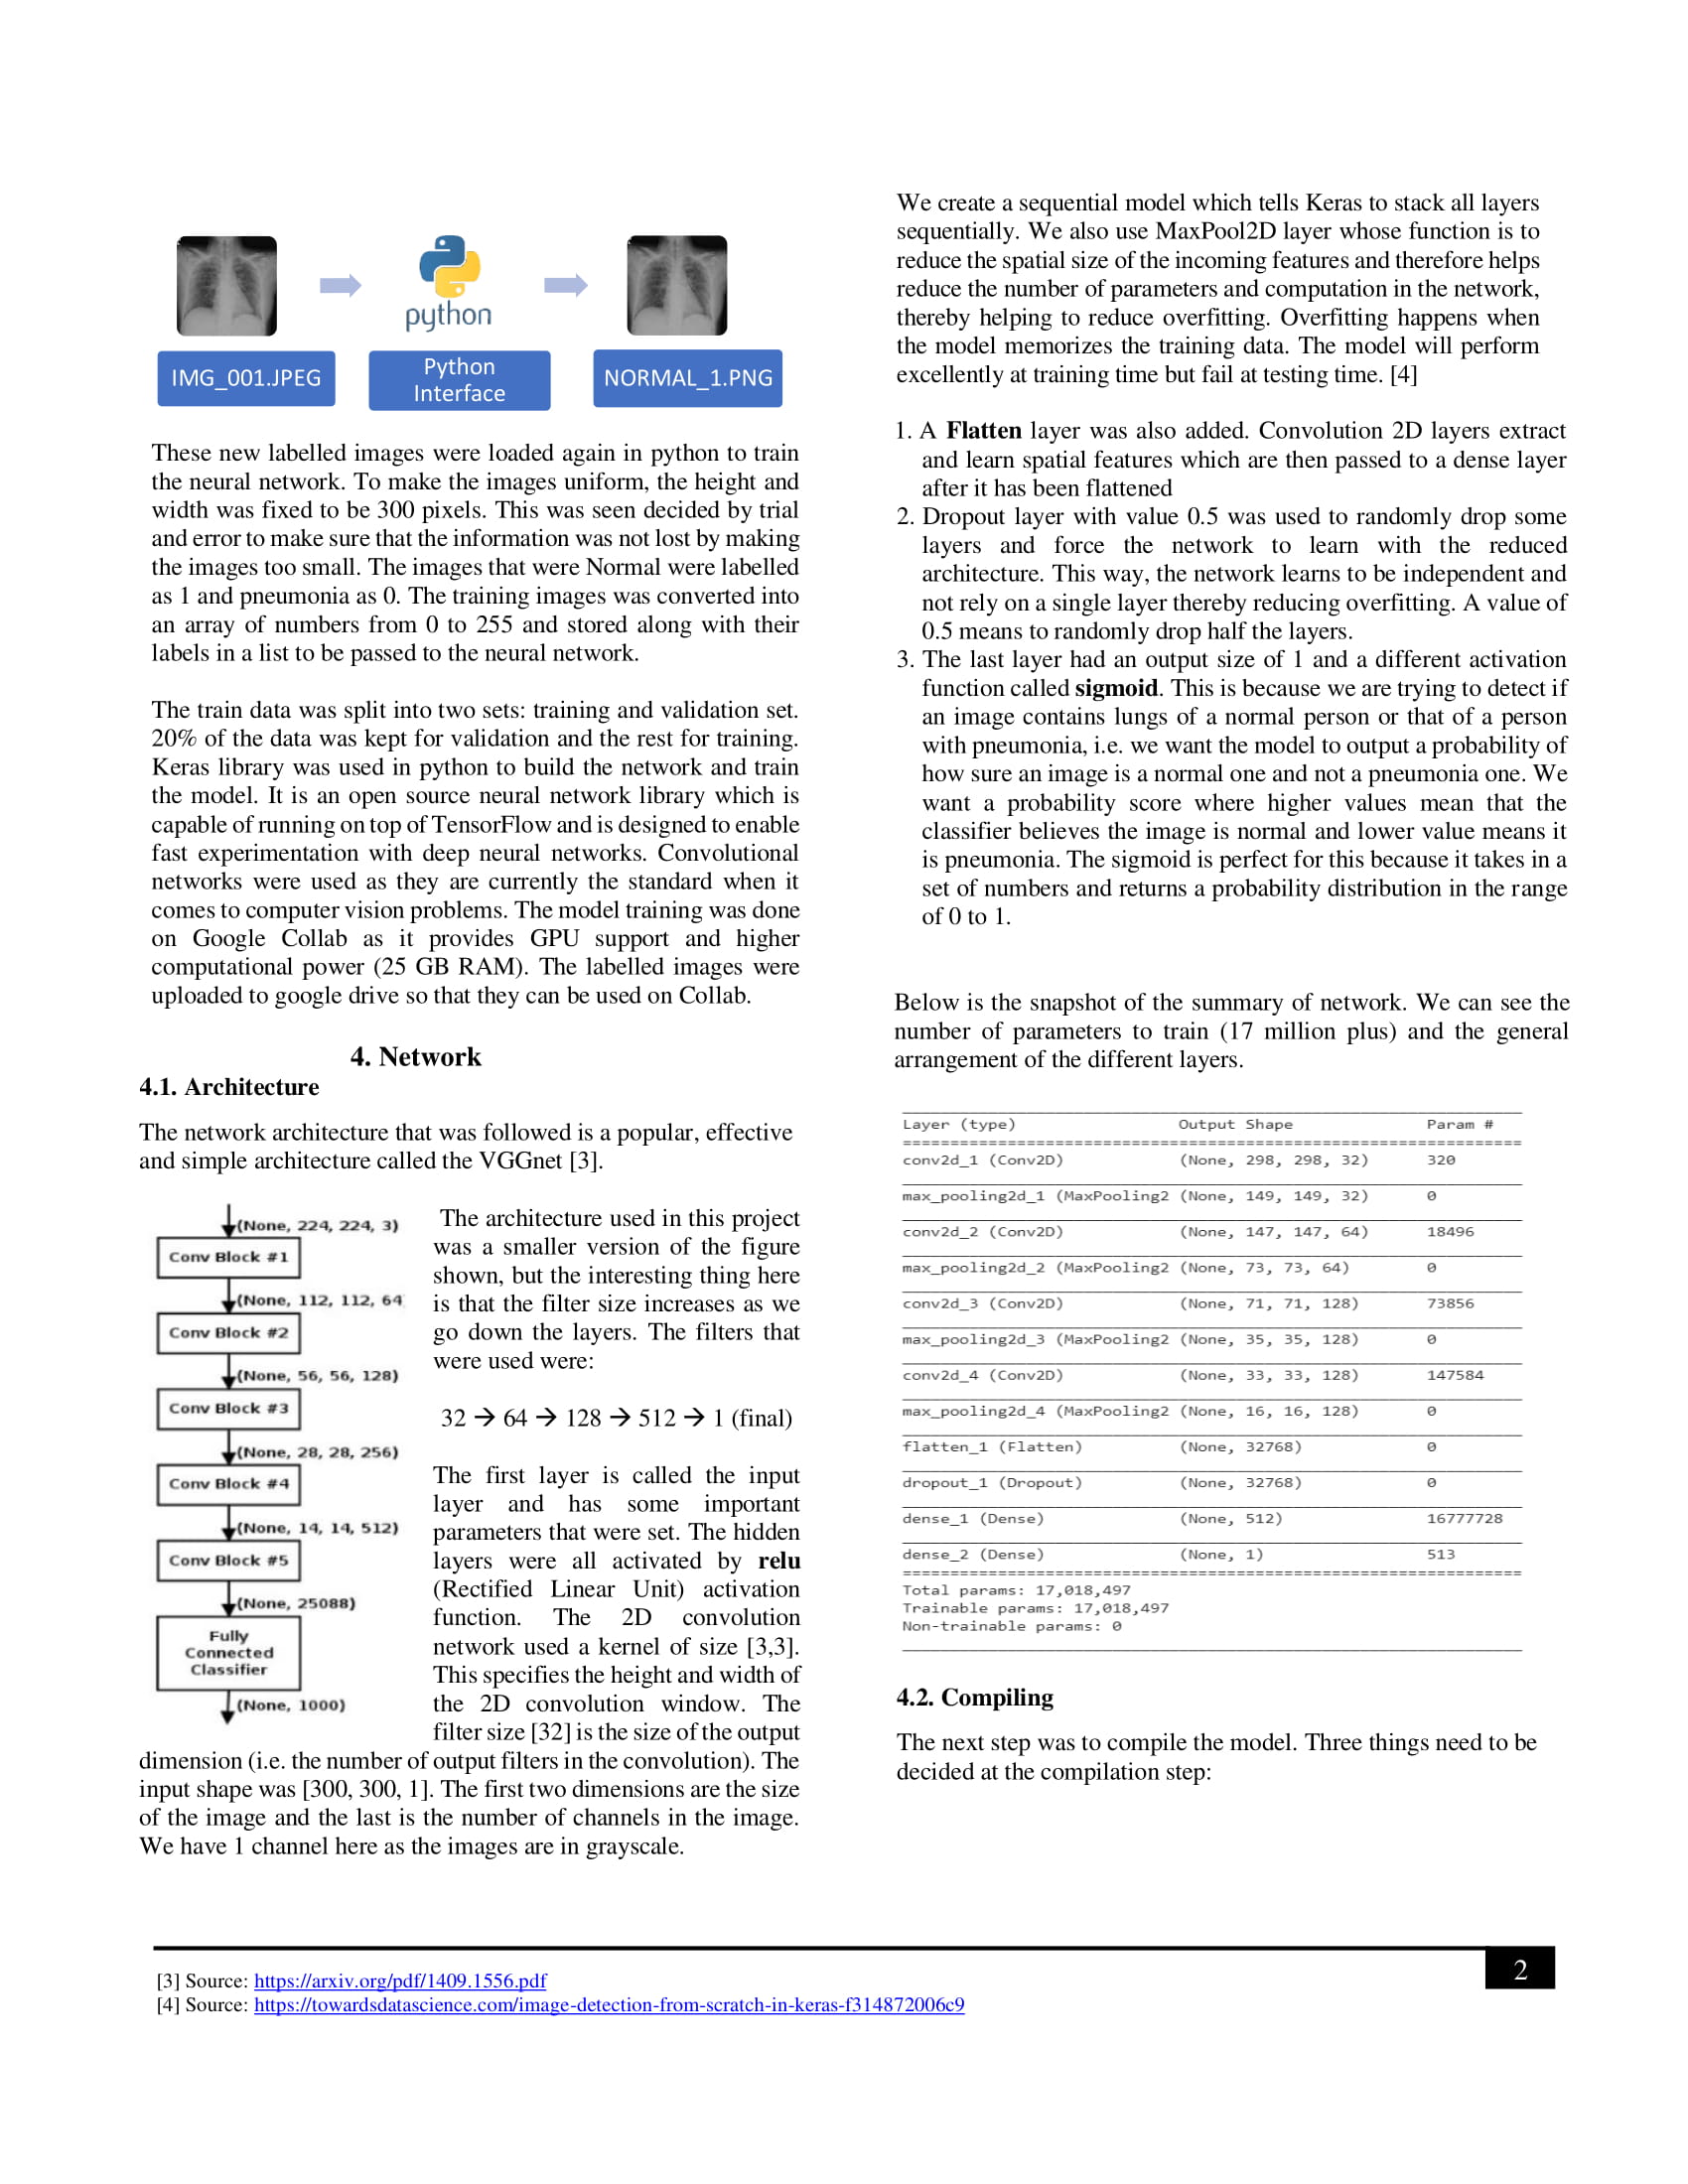 python
IMG_001.JPEG
Python
Interface
NORMAL_1.PNG
These new labelled images were loaded again in python to train
the neural network. To make the images uniform, the height and
width was fixed to be 300 pixels. This was seen decided by trial
and error to make sure that the information was not lost by making
the images too small. The images that were Normal were labelled
as 1 and pneumonia as 0. The training images was converted into
an array of numbers from 0 to 255 and stored along with their
labels in a list to be passed to the neural network.
The train data was split into two sets: training and validation set.
20% of the data was kept for validation and the rest for training.
Keras library was used in python to build the network and train
the model. It is an open source neural network library which is
capable of running on top of TensorFlow and is designed to enable
fast experimentation with deep neural networks. Convolutional
networks were used as they are currently the standard when it
comes to computer vision problems. The model training was done
on Google Collab as it provides GPU support and higher
computational power (25 GB RAM). The labelled images were
uploaded to google drive so that they can be used on Collab.
4. Network
4.1. Architecture
The network architecture that was followed is a popular, effective
and simple architecture called the VGGnet [3].
(None, 224, 224, 3)
Conv Block #1
(None, 112, 112, 64
Conv Block #2
(None, 56, 56, 128)
Conv Block #3
(None, 28, 28, 256)
Conv Block #4
(None, 14, 14, 512)
Conv Block #5
(None, 25088)
Fully
Connected
Classifier
(None, 1000)
The architecture used in this project
was a smaller version of the figure
shown, but the interesting thing here
is that the filter size increases as we
go down the layers. The filters that
were used were:
32 → 64 → 128 → 512 → 1 (final)
The first layer is called the input
layer and has some important
parameters that were set. The hidden
layers were all activated by relu
(Rectified Linear Unit) activation
function. The 2D convolution
network used a kernel of size [3,3].
This specifies the height and width of
the 2D convolution window. The
filter size [32] is the size of the output
dimension (i.e. the number of output filters in the convolution). The
input shape was [300, 300, 1]. The first two dimensions are the size
of the image and the last is the number of channels in the image.
We have 1 channel here as the images are in grayscale.
We create a sequential model which tells Keras to stack all layers
sequentially. We also use MaxPool2D layer whose function is to
reduce the spatial size of the incoming features and therefore helps
reduce the number of parameters and computation in the network,
thereby helping to reduce overfitting. Overfitting happens when
the model memorizes the training data. The model will perform
excellently at training time but fail at testing time. [4]
1. A Flatten layer was also added. Convolution 2D layers extract
and learn spatial features which are then passed to a dense layer
after it has been flattened
2. Dropout layer with value 0.5 was used to randomly drop some
layers and force the network to learn with the reduced
architecture. This way, the network learns to be independent and
not rely on a single layer thereby reducing overfitting. A value of
0.5 means to randomly drop half the layers.
3. The last layer had an output size of 1 and a different activation
function called sigmoid. This is because we are trying to detect if
an image contains lungs of a normal person or that of a person
with pneumonia, i.e. we want the model to output a probability of
how sure an image is a normal one and not a pneumonia one. We
want a probability score where higher values mean that the
classifier believes the image is normal and lower value means it
is pneumonia. The sigmoid is perfect for this because it takes in a
set of numbers and returns a probability distribution in the range
of 0 to 1.
Below is the snapshot of the summary of network. We can see the
number of parameters to train (17 million plus) and the general
arrangement of the different layers.
Layer (type) Output Shape Param #
conv2d_1 (Conv2D) (None, 298, 298, 32) 320
max_pooling2d_1 (MaxPooling2 (None, 149, 149, 32) 0
conv2d_2 (Conv2D) (None, 147, 147, 64) 18496
max_pooling2d_2 (MaxPooling2 (None, 73, 73, 64) 0
conv2d_3 (Conv2D) (None, 71, 71, 128) 73856
max_pooling2d_3 (MaxPooling2 (None, 35, 35, 128) 0
conv2d_4 (Conv2D) (None, 33, 33, 128) 147584
max_pooling2d_4 (MaxPooling2 (None, 16, 16, 128) 0
flatten_1 (Flatten) (None, 32768) 0
dropout_1 (Dropout) (None, 32768) 0
dense_1 (Dense) (None, 512) 16777728
dense_2 (Dense) (None, 1) 513
Total params: 17,018,497
Trainable params: 17,018,497
Non-trainable params: 0
4.2. Compiling
The next step was to compile the model. Three things need to be
decided at the compilation step:
2
[3] Source: https://arxiv.org/pdf/1409.1556.pdf
[4] Source: https://towardsdatascience.com/image-detection-from-scratch-in-keras-f314872006c9